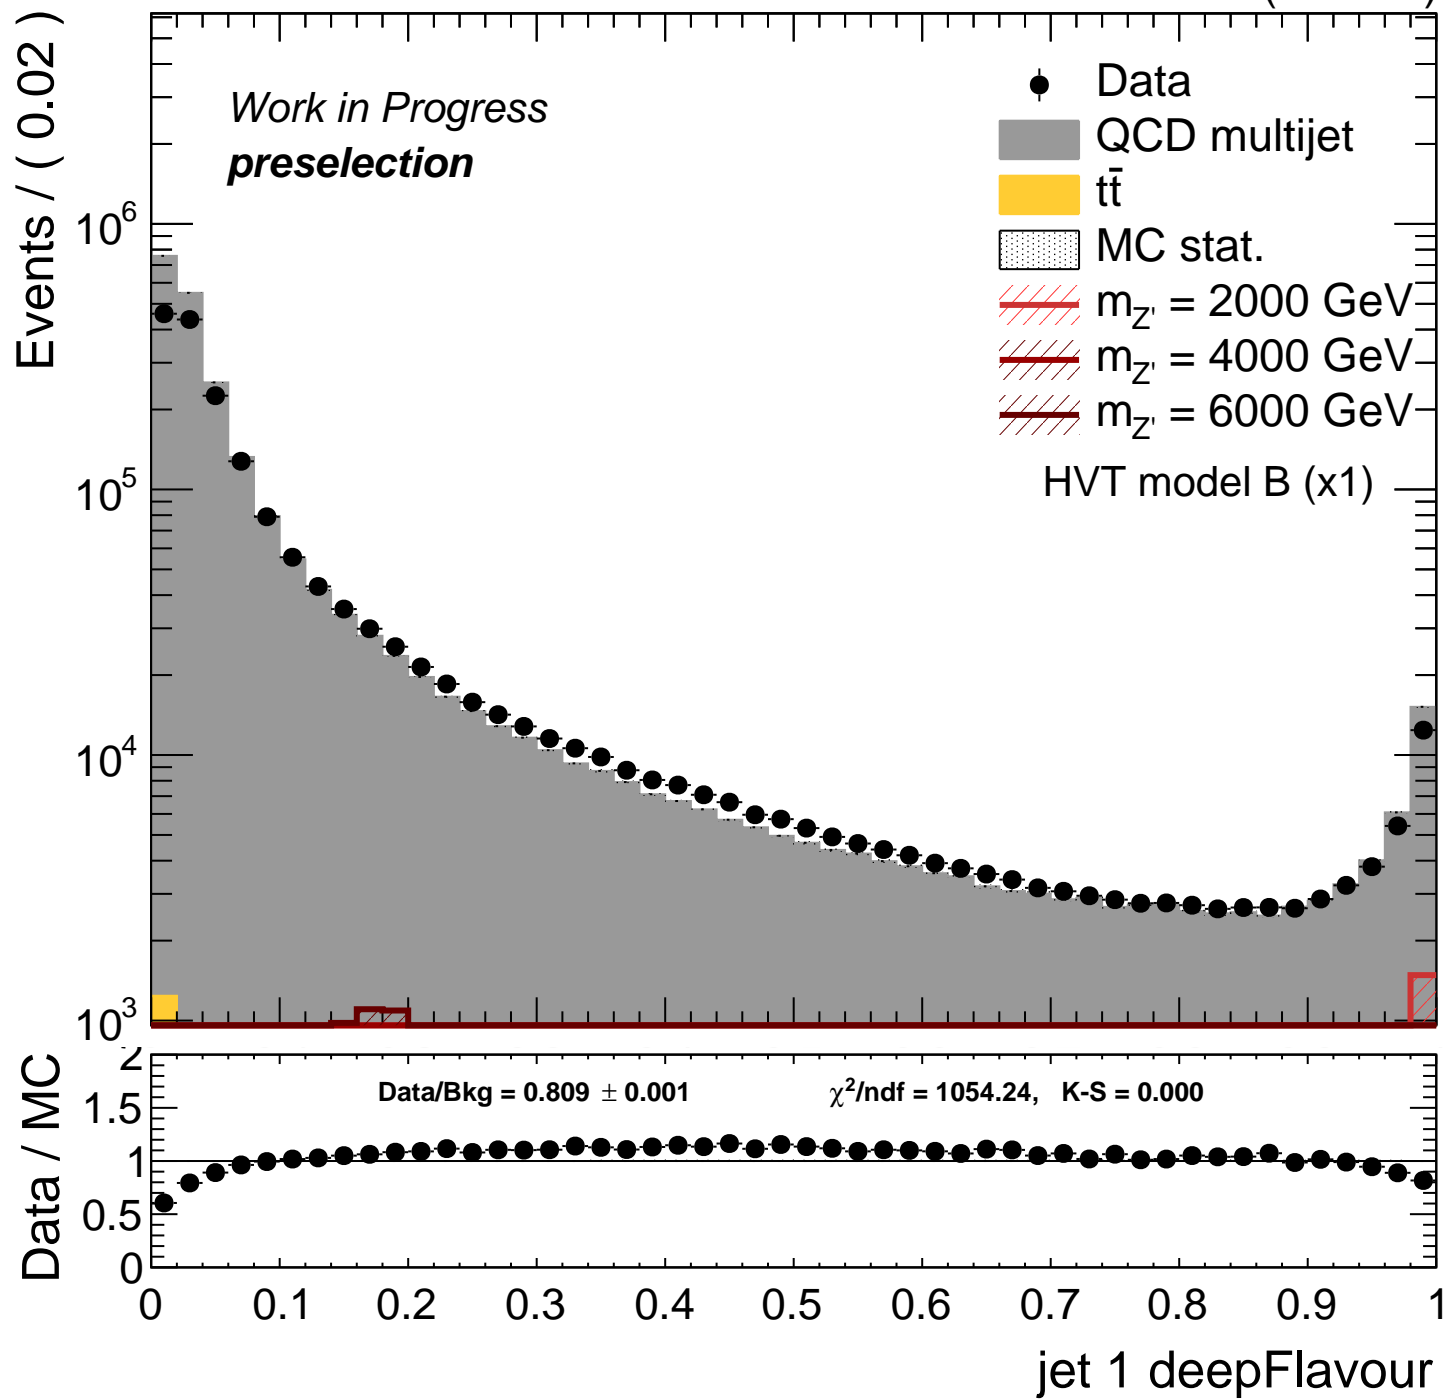 Events / ( 0.02 )
Work in Progress
preselection
Data
QCD multijet
tt̄
MC stat.
m_Z' = 2000 GeV
m_Z' = 4000 GeV
m_Z' = 6000 GeV
HVT model B (x1)
10^6
10^5
10^4
10^3
Data / MC
2
1.5
1
0.5
0
Data/Bkg = 0.809 ± 0.001 χ²/ndf = 1054.24, K-S = 0.000
0 0.1 0.2 0.3 0.4 0.5 0.6 0.7 0.8 0.9 1
jet 1 deepFlavour